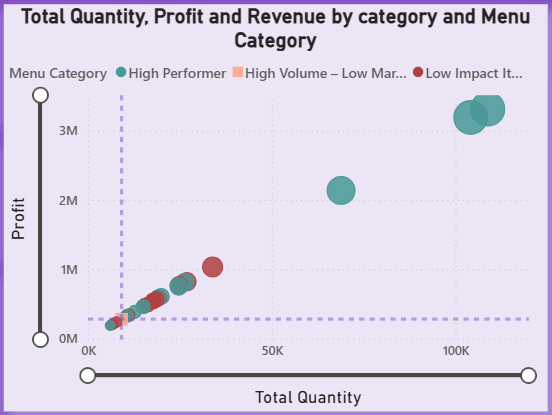 Total Quantity, Profit and Revenue by category and Menu
Category
Menu Category High Performer High Volume – Low Mar... Low Impact It...
3M
2M
1M
0M
Profit
0K 50K 100K
Total Quantity